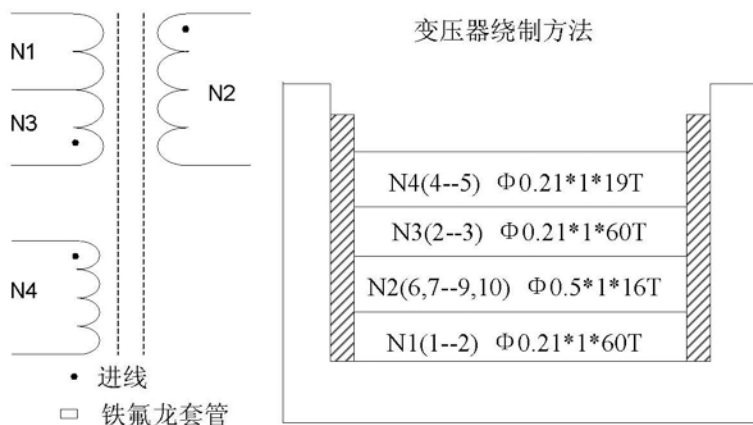 变压器绕制方法
N1
N2
N3
N4
N4(4--5) Φ0.21*1*19T
N3(2--3) Φ0.21*1*60T
N2(6,7--9,10) Φ0.5*1*16T
N1(1--2) Φ0.21*1*60T
进线
铁氟龙套管